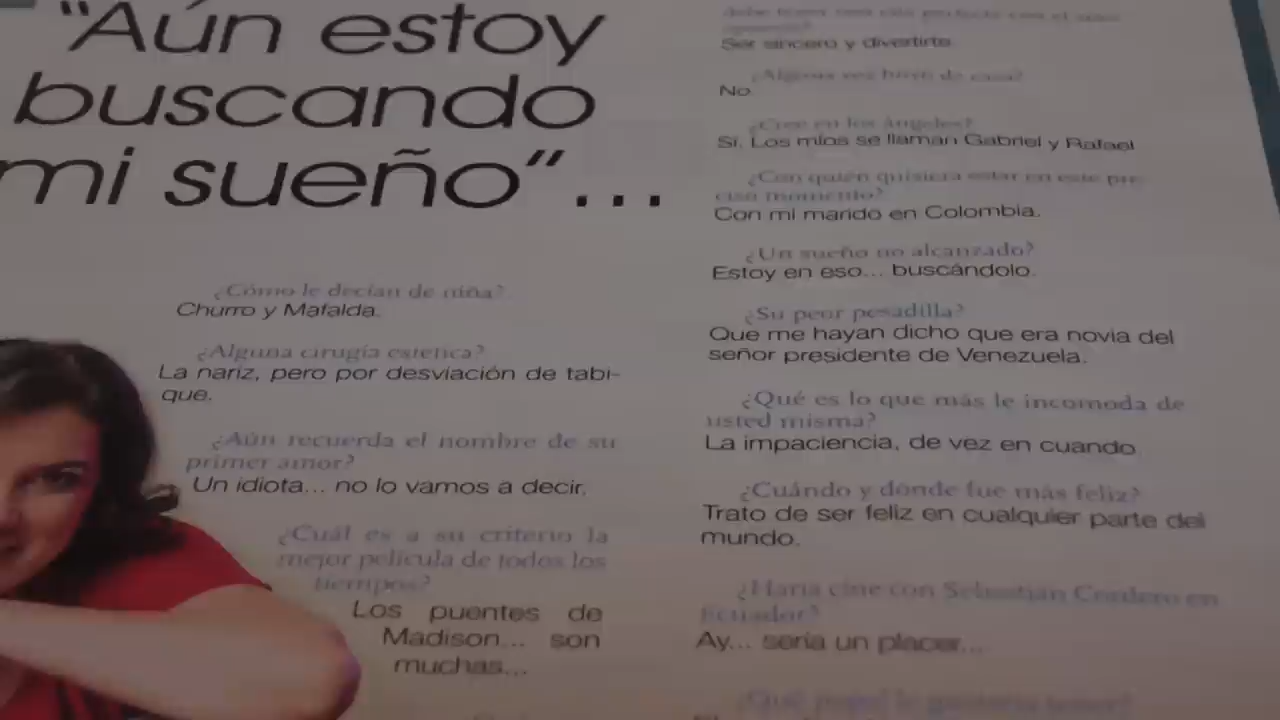 "Aún estoy
buscando
mi sueño"...
¿Cómo le decían de niña?
Churro y Mafalda.
¿Alguna cirugía estetica?
La nariz, pero por desviación de tabi-
que.
¿Aún recuerda el nombre de su
primer amor?
Un idiota... no lo vamos a decir.
¿Cuál es a su criterio la
mejor película de todos los
tiempos?
Los puentes de
Madison... son
muchas...
Ser sincero y divertirte.
¿Alguna vez huyó de casa?
No.
¿Cree en los ángeles?
Sí. Los míos se llaman Gabriel y Rafael
¿Con quién quisiera estar en este pre-
ciso momento?
Con mi marido en Colombia.
¿Un sueño no alcanzado?
Estoy en eso... buscándolo.
¿Su peor pesadilla?
Que me hayan dicho que era novia del
señor presidente de Venezuela.
¿Qué es lo que más le incomoda de
usted misma?
La impaciencia, de vez en cuando.
¿Cuándo y dónde fue más feliz?
Trato de ser feliz en cualquier parte del
mundo.
¿Haría cine con Sebastián Cordero en
Ecuador?
Ay... sería un placer...
¿Qué papel le gustaría